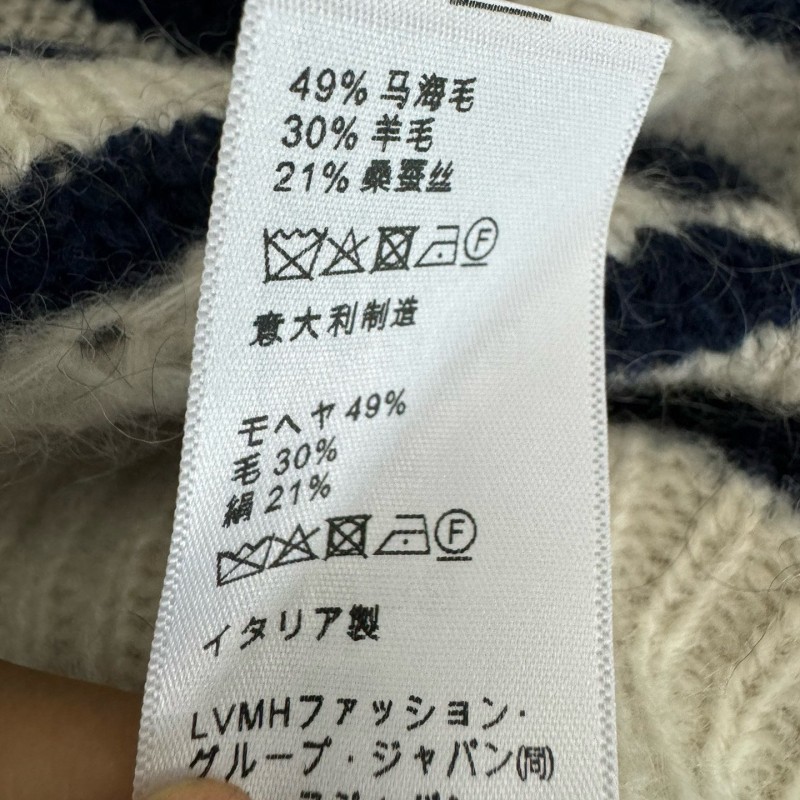 49% 马海毛
30% 羊毛
21% 桑蚕丝
F
意大利制造
モヘヤ 49%
毛 30%
絹 21%
F
イタリア製
LVMHファッション・
グループ・ジャパン(同)